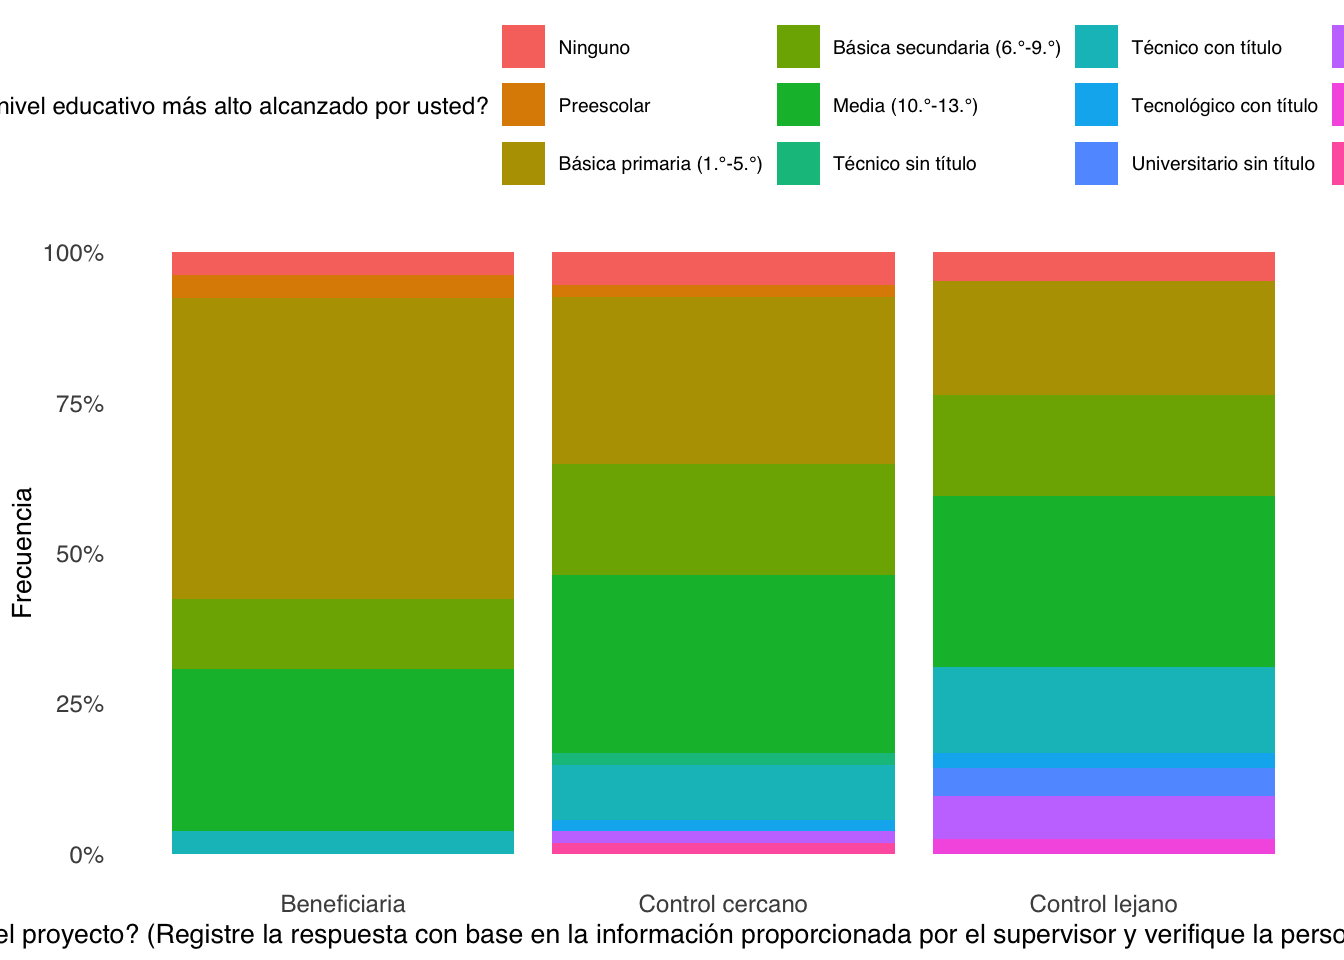 nivel educativo más alto alcanzado por usted?
Ninguno
Preescolar
Básica primaria (1.°-5.°)
Básica secundaria (6.°-9.°)
Media (10.°-13.°)
Técnico sin título
Técnico con título
Tecnológico con título
Universitario sin título
Frecuencia
100%
75%
50%
25%
0%
Beneficiaria
Control cercano
Control lejano
el proyecto? (Registre la respuesta con base en la información proporcionada por el supervisor y verifique la perso